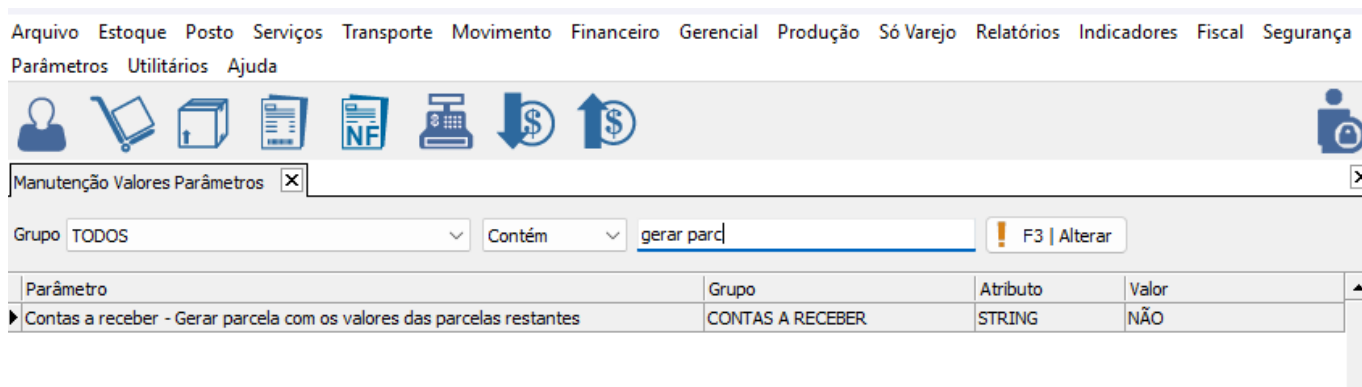 Arquivo Estoque Posto Serviços Transporte Movimento Financeiro Gerencial Produção Só Varejo Relatórios Indicadores Fiscal Segurança
Parâmetros Utilitários Ajuda
$ NF $ $
Manutenção Valores Parâmetros
Grupo TODOS Contém gerar parc F3 | Alterar
Parâmetro Grupo Atributo Valor
Contas a receber - Gerar parcela com os valores das parcelas restantes CONTAS A RECEBER STRING NÃO